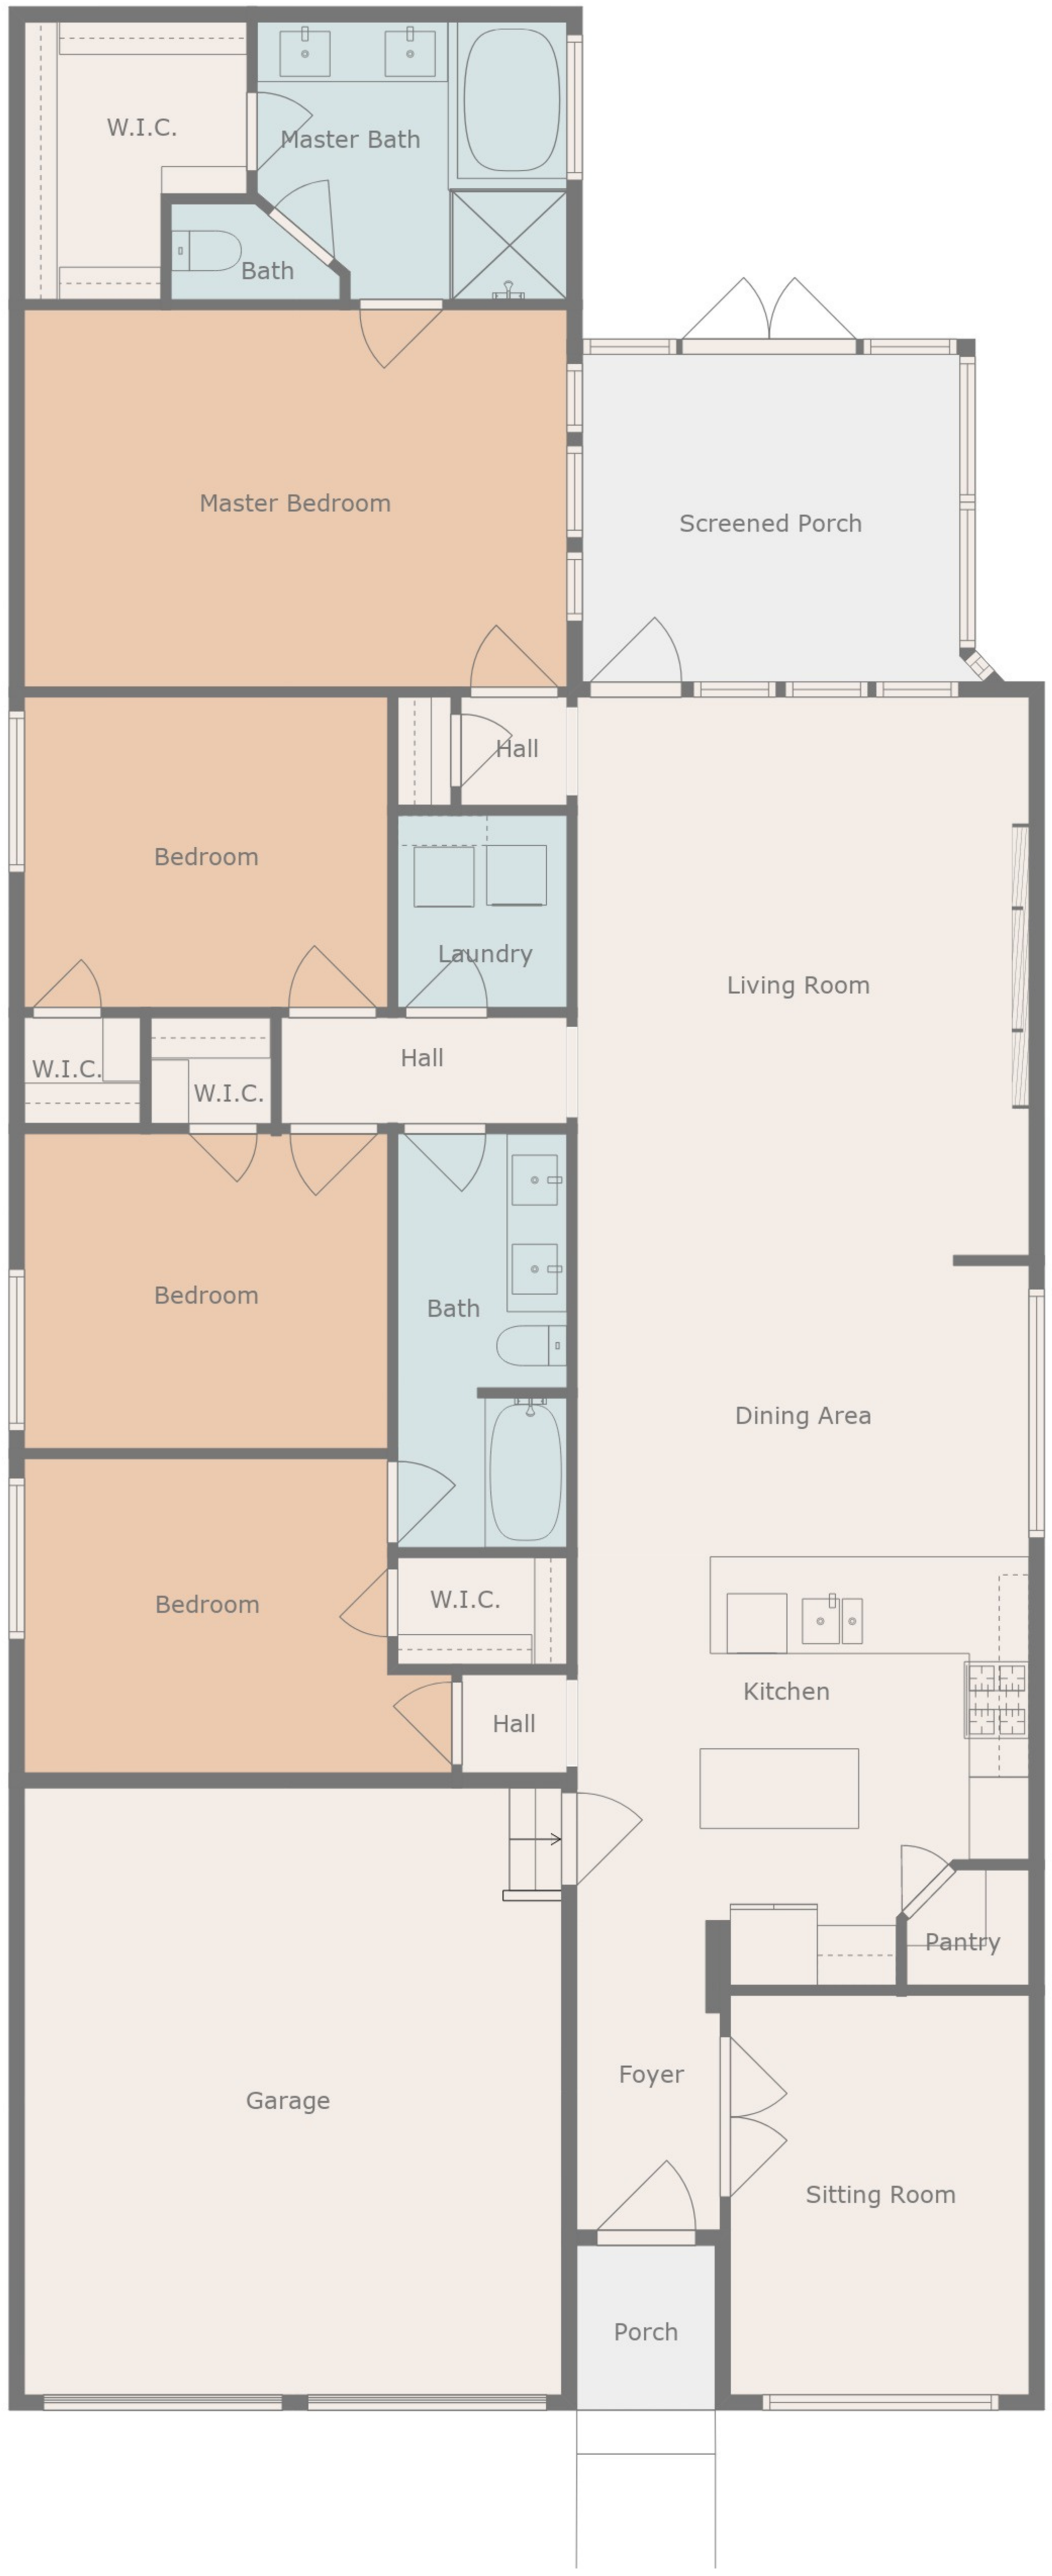 W.I.C.
Master Bath
Bath
Master Bedroom
Screened Porch
Hall
Bedroom
Laundry
Living Room
Hall
W.I.C.
W.I.C.
Bedroom
Bath
Dining Area
W.I.C.
Bedroom
Kitchen
Hall
Pantry
Foyer
Garage
Sitting Room
Porch